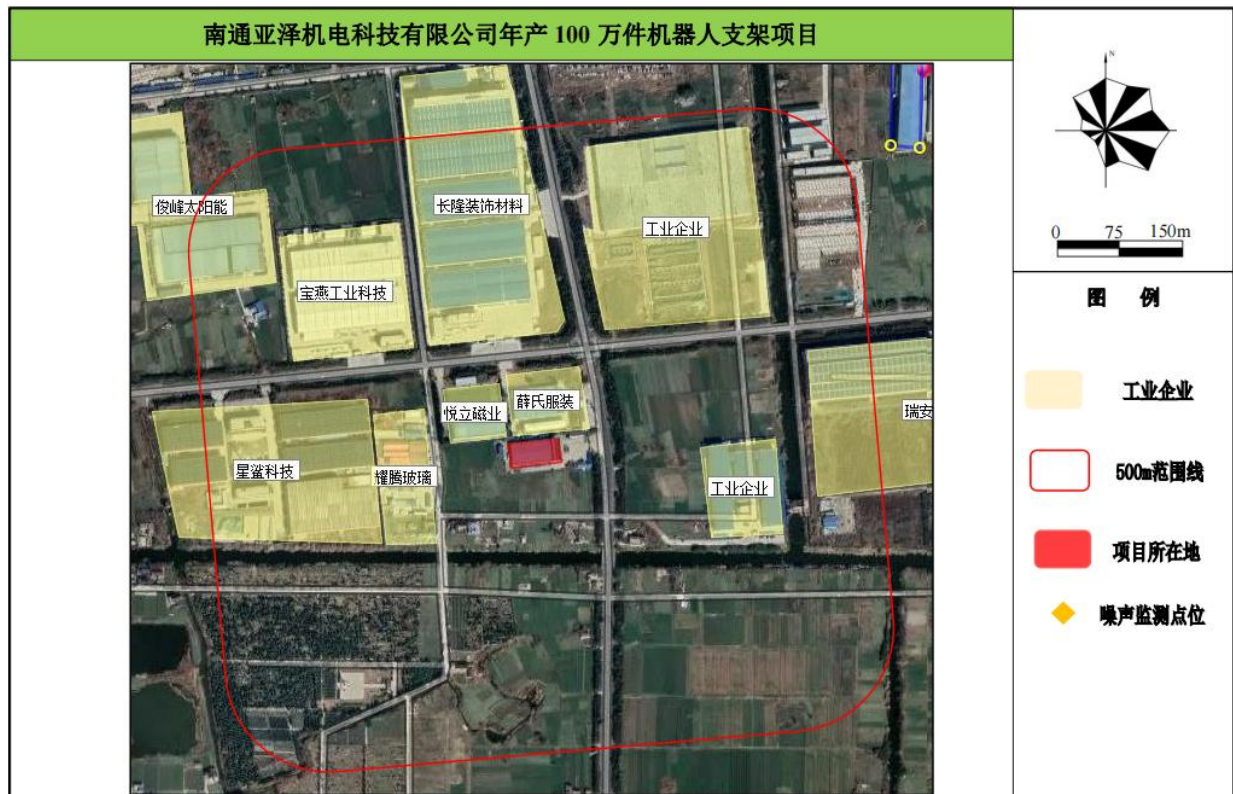 南通亚泽机电科技有限公司年产 100 万件机器人支架项目
N
0 75 150m
俊峰太阳能
长隆装饰材料
工业企业
宝燕工业科技
悦立磁业
薛氏服装
瑞安
星鲨科技
耀腾玻璃
工业企业
图 例
工业企业
500m范围线
项目所在地
噪声监测点位